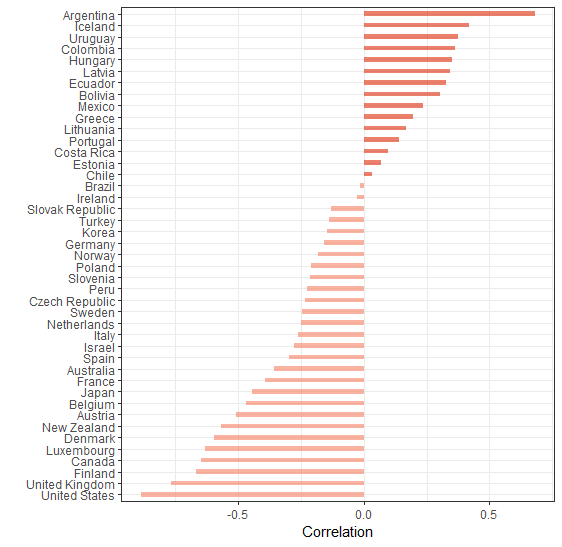 Argentina
Iceland
Uruguay
Colombia
Hungary
Latvia
Ecuador
Bolivia
Mexico
Greece
Lithuania
Portugal
Costa Rica
Estonia
Chile
Brazil
Ireland
Slovak Republic
Turkey
Korea
Germany
Norway
Poland
Slovenia
Peru
Czech Republic
Sweden
Netherlands
Italy
Israel
Spain
Australia
France
Japan
Belgium
Austria
New Zealand
Denmark
Luxembourg
Canada
Finland
United Kingdom
United States
-0.5 0.0 0.5
Correlation